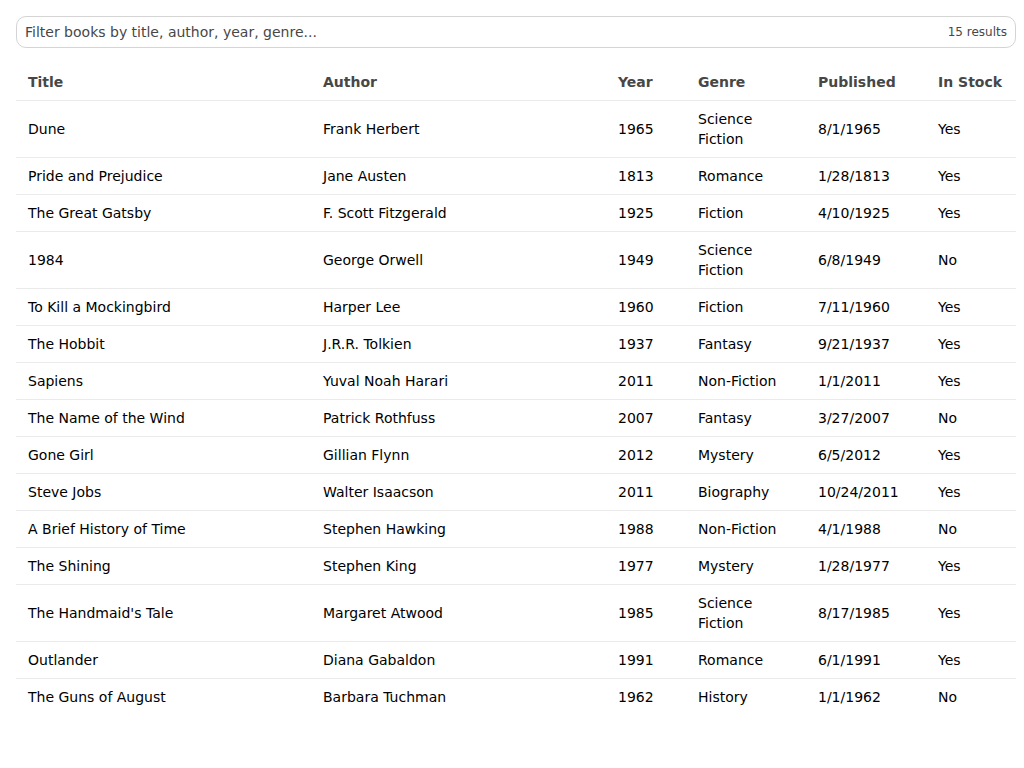 Filter books by title, author, year, genre... 15 results
Title Author Year Genre Published In Stock
Dune Frank Herbert 1965 Science Fiction 8/1/1965 Yes
Pride and Prejudice Jane Austen 1813 Romance 1/28/1813 Yes
The Great Gatsby F. Scott Fitzgerald 1925 Fiction 4/10/1925 Yes
1984 George Orwell 1949 Science Fiction 6/8/1949 No
To Kill a Mockingbird Harper Lee 1960 Fiction 7/11/1960 Yes
The Hobbit J.R.R. Tolkien 1937 Fantasy 9/21/1937 Yes
Sapiens Yuval Noah Harari 2011 Non-Fiction 1/1/2011 Yes
The Name of the Wind Patrick Rothfuss 2007 Fantasy 3/27/2007 No
Gone Girl Gillian Flynn 2012 Mystery 6/5/2012 Yes
Steve Jobs Walter Isaacson 2011 Biography 10/24/2011 Yes
A Brief History of Time Stephen Hawking 1988 Non-Fiction 4/1/1988 No
The Shining Stephen King 1977 Mystery 1/28/1977 Yes
The Handmaid's Tale Margaret Atwood 1985 Science Fiction 8/17/1985 Yes
Outlander Diana Gabaldon 1991 Romance 6/1/1991 Yes
The Guns of August Barbara Tuchman 1962 History 1/1/1962 No